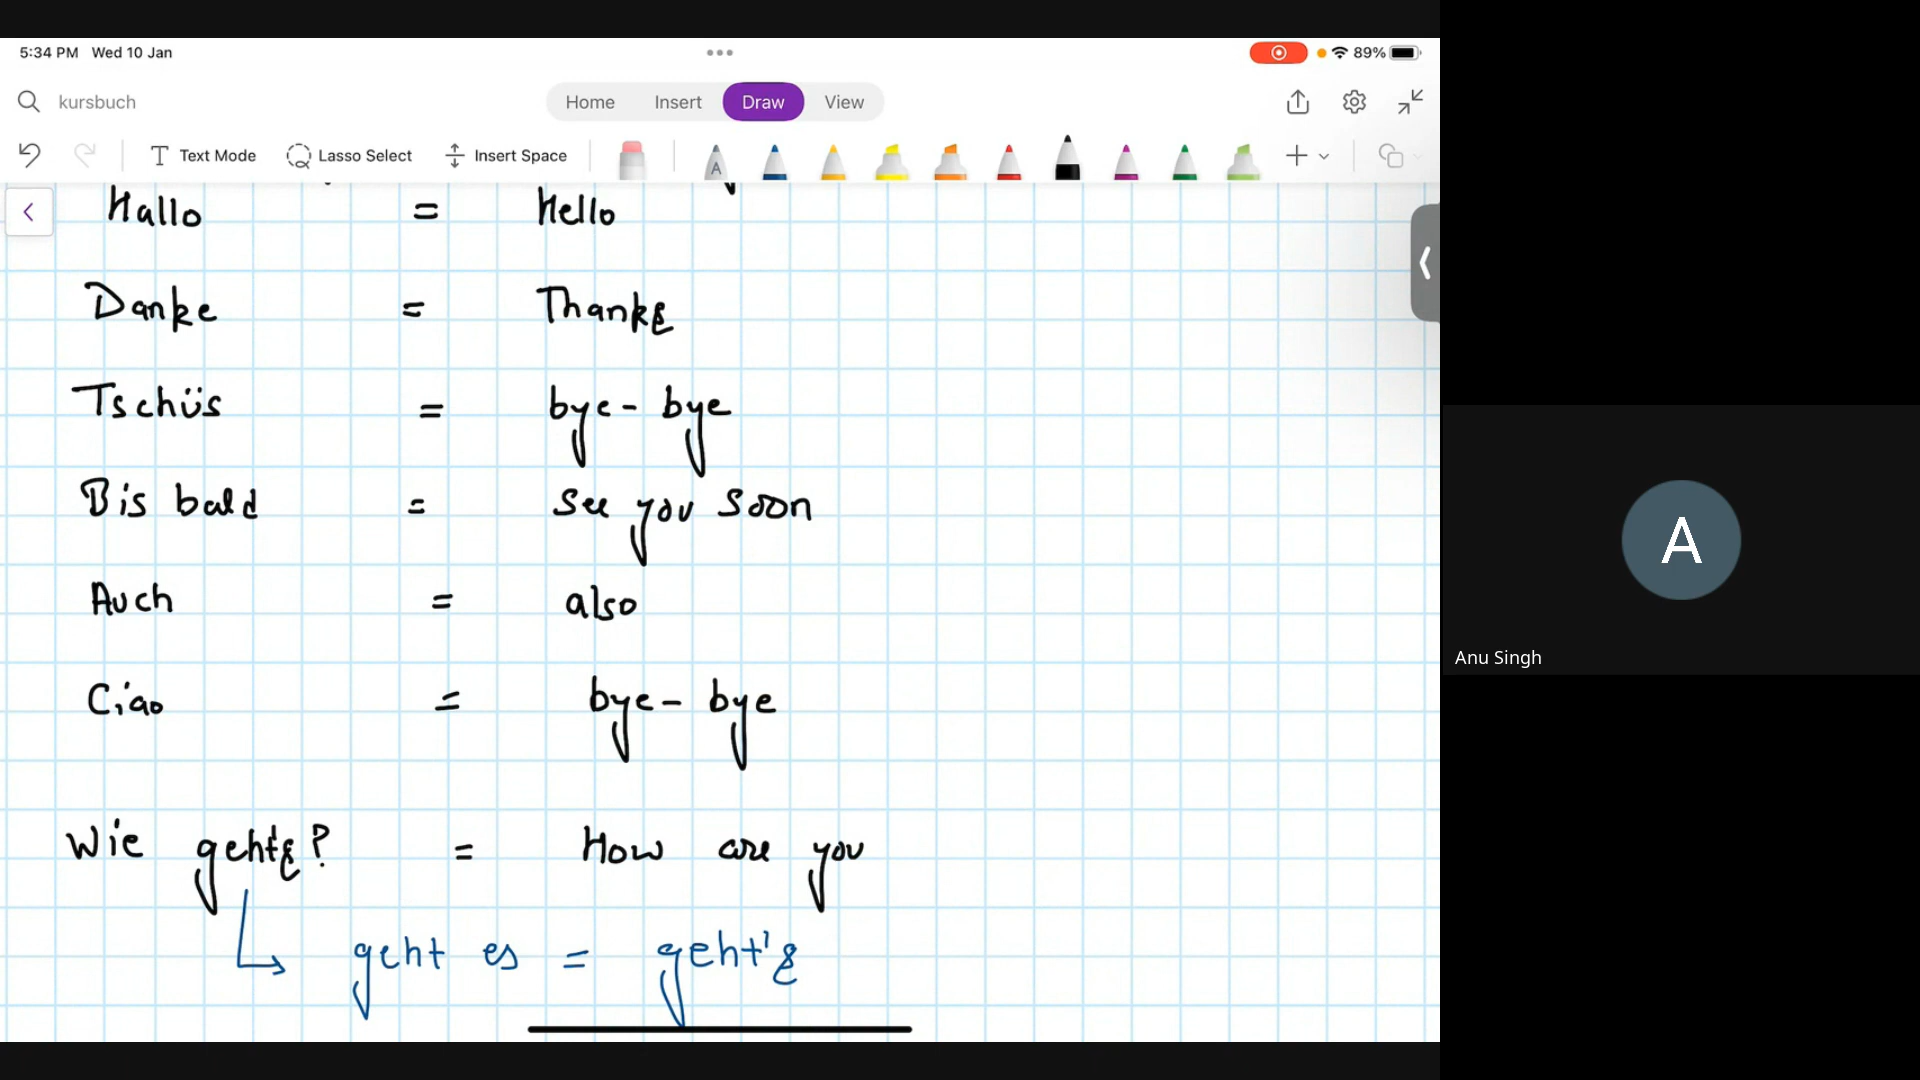 5:34 PM Wed 10 Jan
89%
kursbuch
Home Insert Draw View
Text Mode Lasso Select Insert Space
A
Hallo = Hello
Danke = Thanks
Tschüs = bye-bye
Bis bald = See you soon
Auch = also
Ciao = bye-bye
Wie geht's? = How are you
geht es = geht's
A
Anu Singh